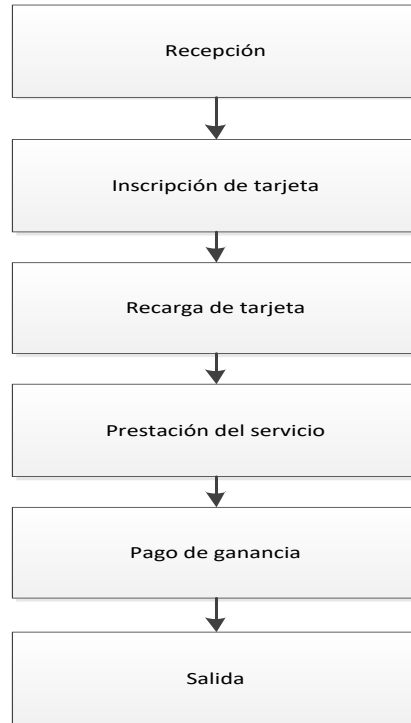 Recepción
Inscripción de tarjeta
Recarga de tarjeta
Prestación del servicio
Pago de ganancia
Salida